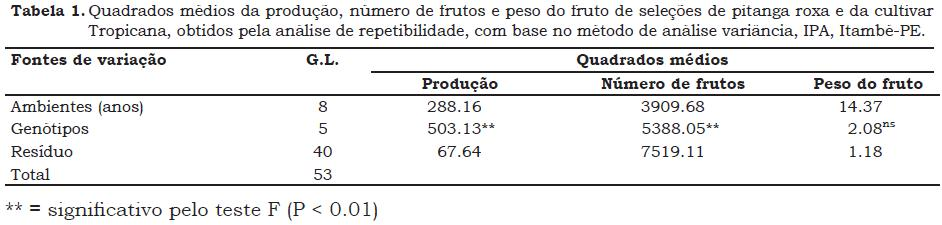 Tabela 1. Quadrados médios da produção, número de frutos e peso do fruto de seleções de pitanga roxa e da cultivar
Tropicana, obtidos pela análise de repetibilidade, com base no método de análise variância, IPA, Itambé-PE.
Fontes de variação G.L. Quadrados médios
Produção Número de frutos Peso do fruto
Ambientes (anos) 8 288.16 3909.68 14.37
Genótipos 5 503.13** 5388.05** 2.08ns
Resíduo 40 67.64 7519.11 1.18
Total 53
** = significativo pelo teste F (P < 0.01)